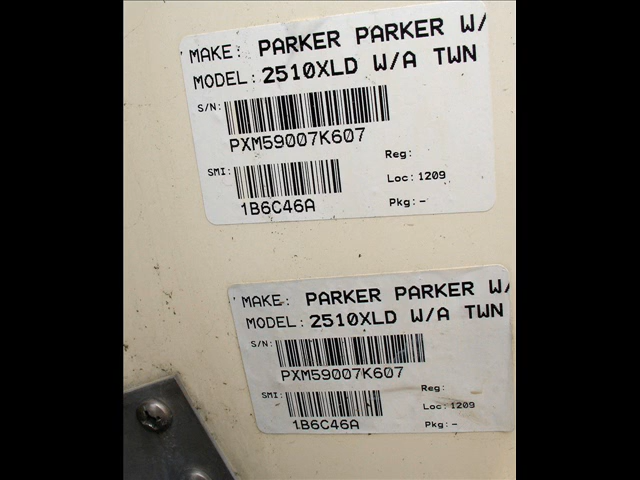 MAKE: PARKER PARKER W/
MODEL: 2510XLD W/A TWN
S/N:
PXM59007K607
Reg:
SMI:
Loc: 1209
1B6C46A
Pkg: -
MAKE: PARKER PARKER W/
MODEL: 2510XLD W/A TWN
S/N:
PXM59007K607
Reg:
SMI:
Loc: 1209
1B6C46A
Pkg: -